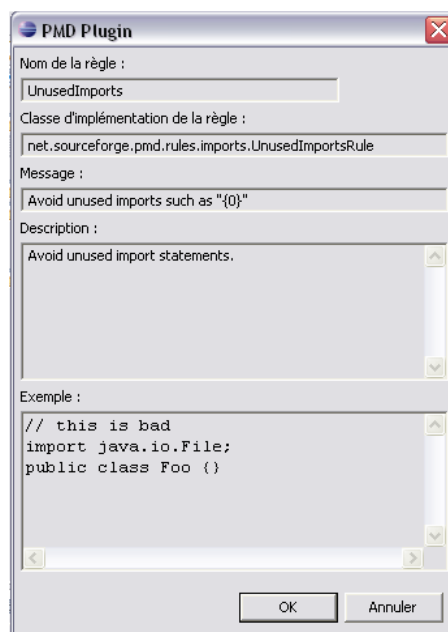 PMD Plugin
Nom de la règle :
UnusedImports
Classe d'implémentation de la règle :
net.sourceforge.pmd.rules.imports.UnusedImportsRule
Message :
Avoid unused imports such as "{0}"
Description :
Avoid unused import statements.
Exemple :
// this is bad
import java.io.File;
public class Foo {}
OK
Annuler